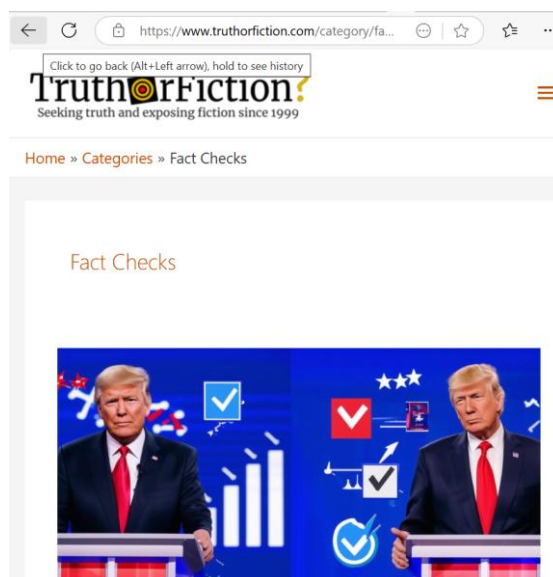 https://www.truthorfiction.com/category/fa...
Click to go back (Alt+Left arrow), hold to see history
TruthorFiction?
Seeking truth and exposing fiction since 1999
Home » Categories » Fact Checks
Fact Checks